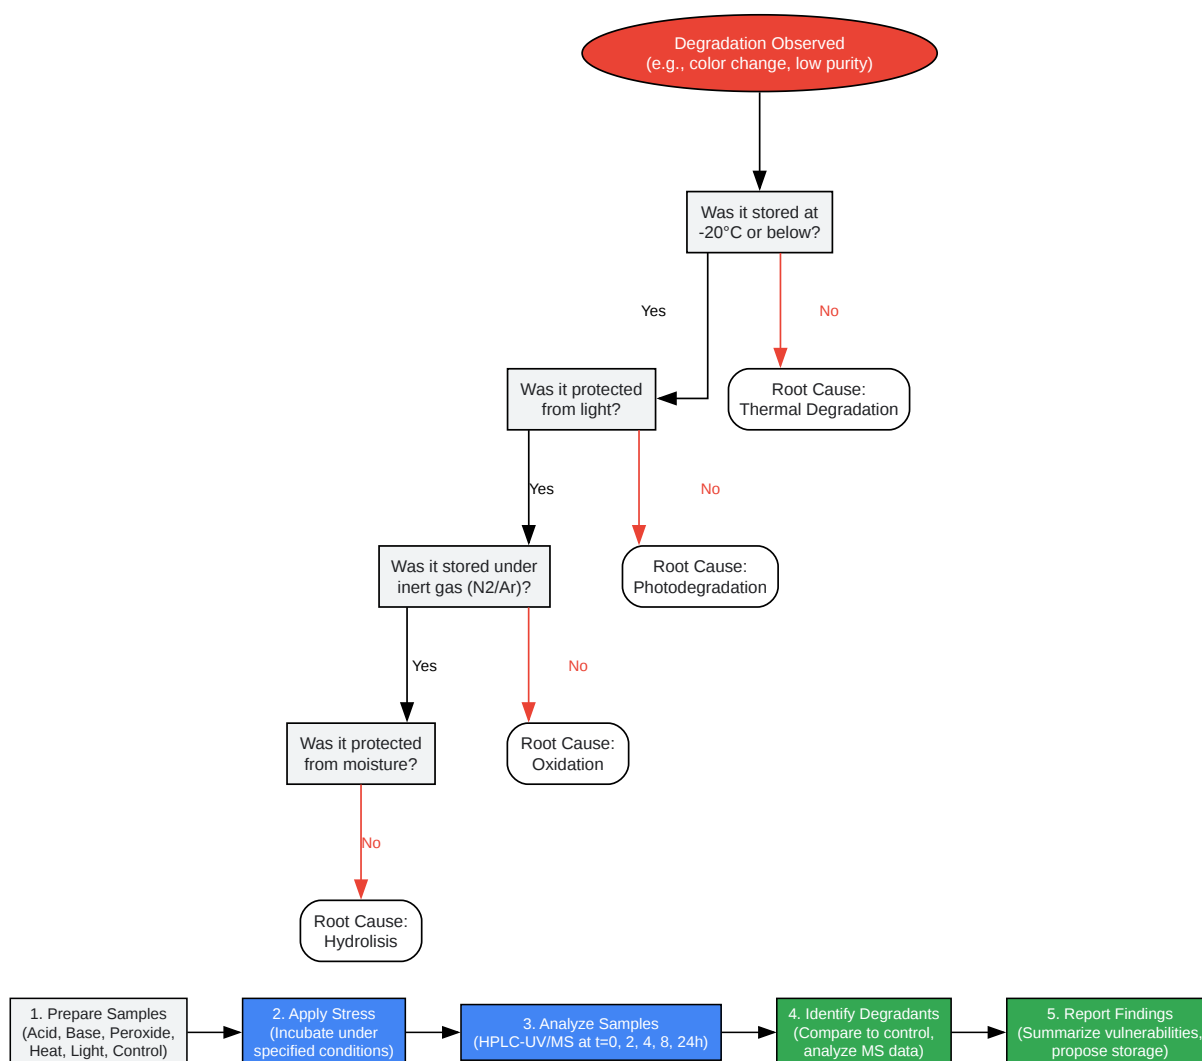 Degradation Observed
(e.g., color change, low purity)
Was it stored at
-20°C or below?
Yes
No
Was it protected
from light?
Root Cause:
Thermal Degradation
Yes
No
Was it stored under
inert gas (N2/Ar)?
Root Cause:
Photodegradation
Yes
No
Was it protected
from moisture?
Root Cause:
Oxidation
No
Root Cause:
Hydrolisis
1. Prepare Samples
(Acid, Base, Peroxide,
Heat, Light, Control)
2. Apply Stress
(Incubate under
specified conditions)
3. Analyze Samples
(HPLC-UV/MS at t=0, 2, 4, 8, 24h)
4. Identify Degradants
(Compare to control,
analyze MS data)
5. Report Findings
(Summarize vulnerabilities,
propose storage)